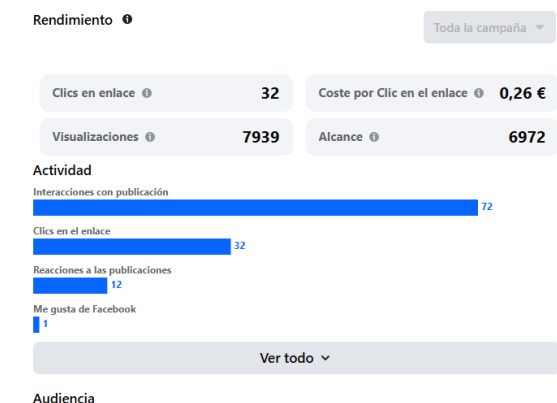 Rendimiento
Toda la campaña
Clics en enlace 32
Coste por Clic en el enlace 0,26 €
Visualizaciones 7939
Alcance 6972
Actividad
Interacciones con publicación
72
Clics en el enlace
32
Reacciones a las publicaciones
12
Me gusta de Facebook
1
Ver todo
Audiencia